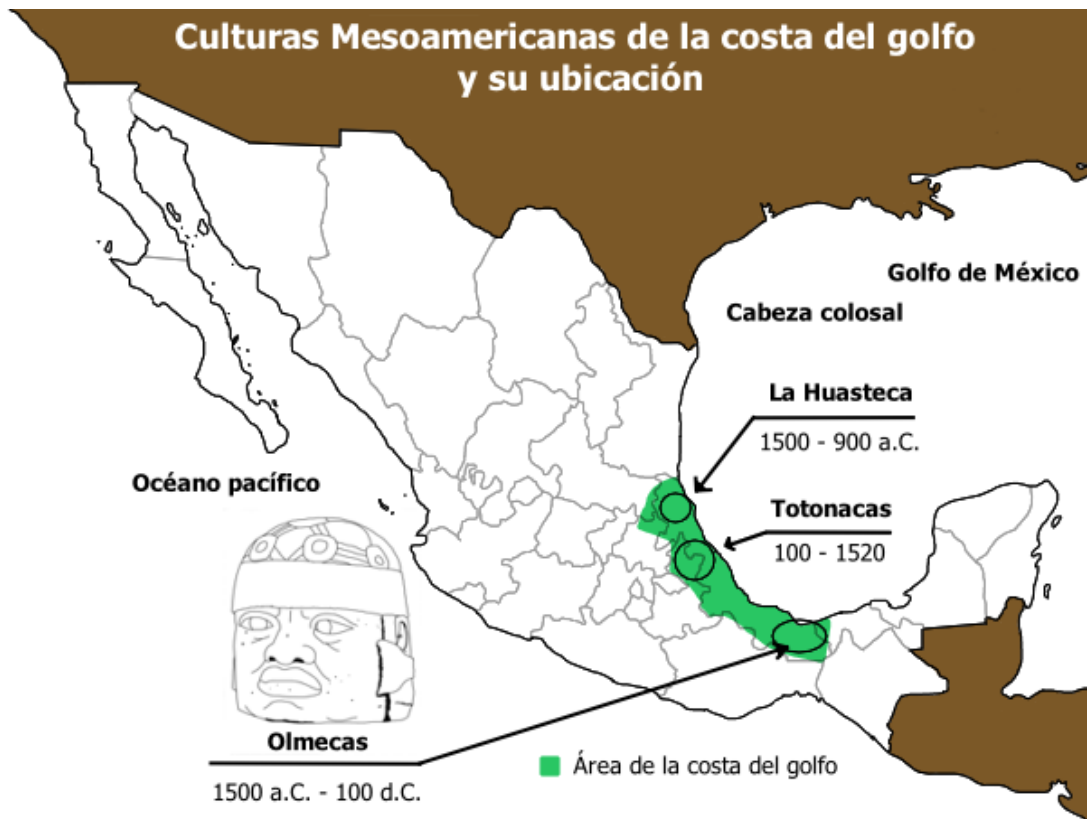 Culturas Mesoamericanas de la costa del golfo
y su ubicación
Golfo de México
Cabeza colosal
La Huasteca
1500 - 900 a.C.
Océano pacífico
Totonacas
100 - 1520
Olmecas
1500 a.C. - 100 d.C.
Área de la costa del golfo